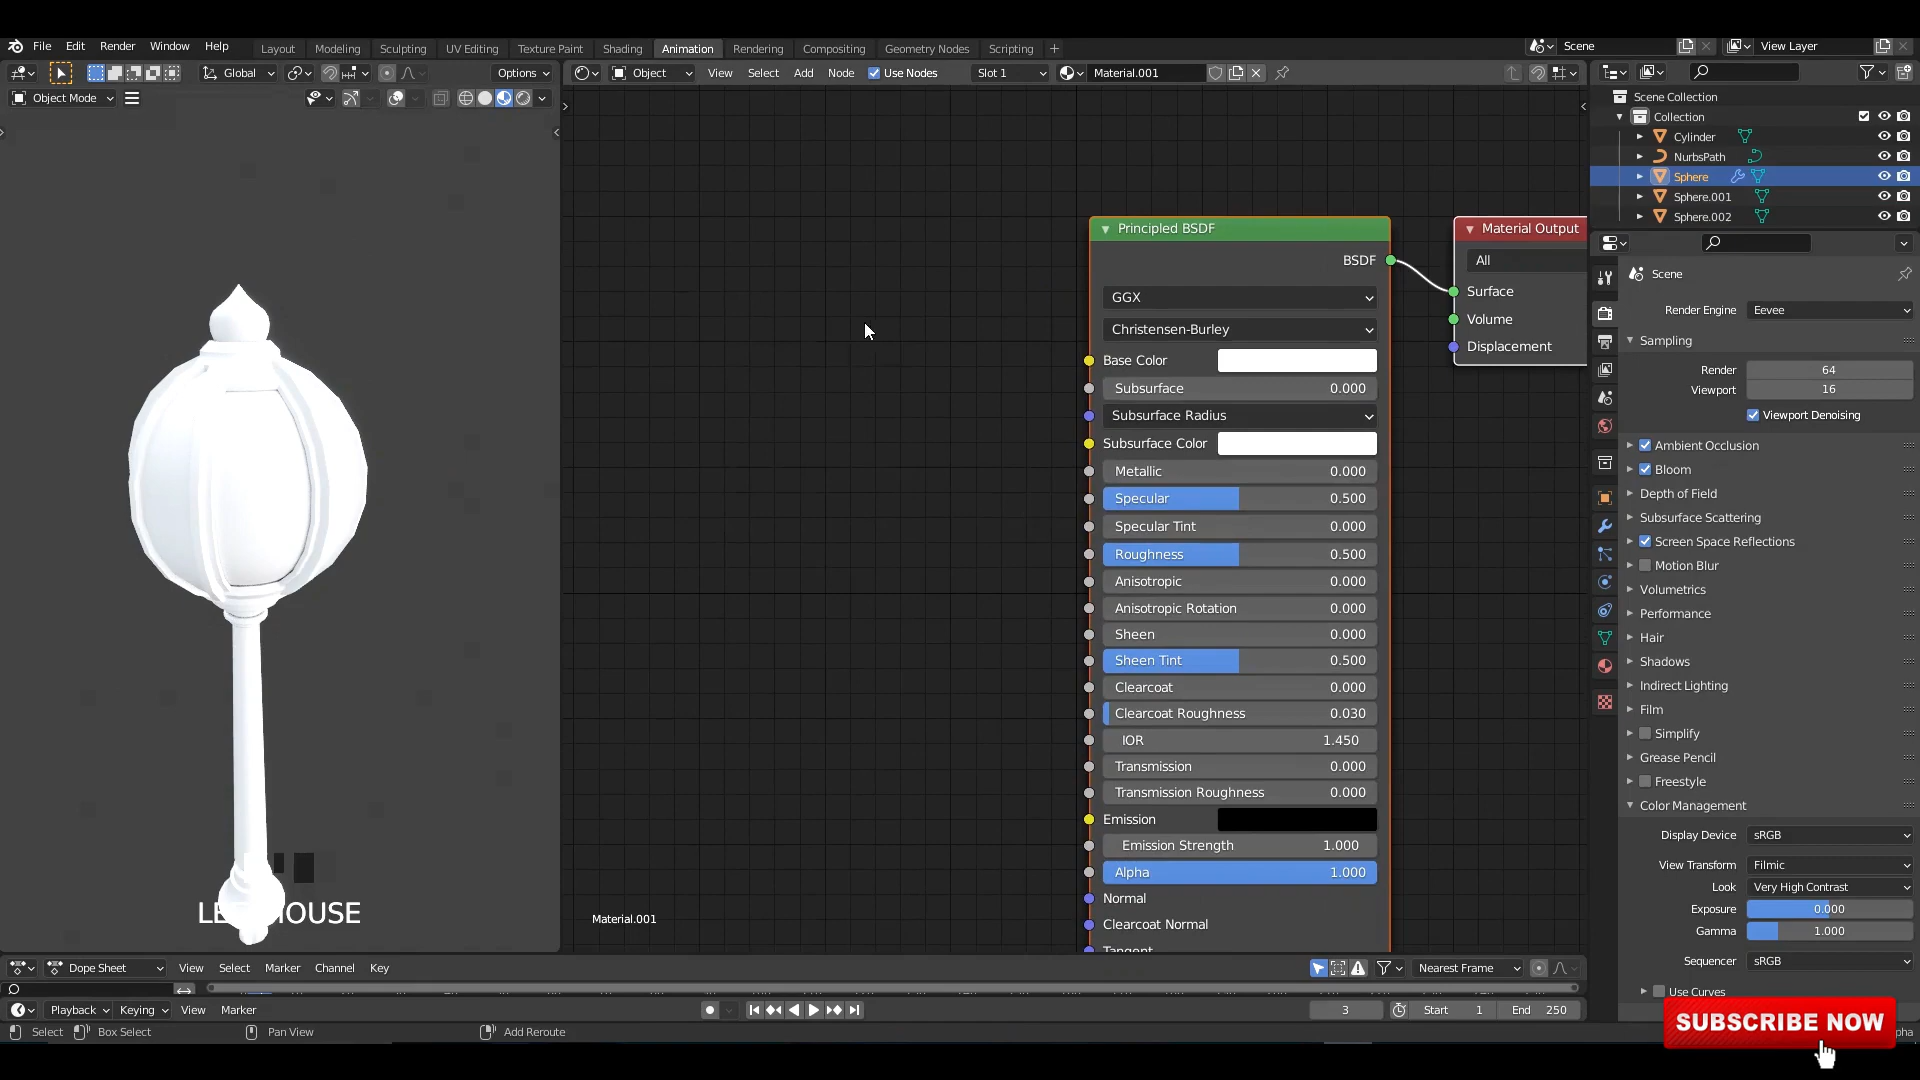 File Edit Render Window Help Layout Modeling Sculpting UV Editing Texture Paint Shading Animation Rendering Compositing Geometry Nodes Scripting + Scene View Layer
Global Options Object View Select Add Node Use Nodes Slot 1 Material.001
Object Mode
Scene Collection
Collection
Cylinder
NurbsPath
Sphere
Sphere.001
Sphere.002
Principled BSDF
BSDF
GGX
Christensen-Burley
Base Color
Subsurface 0.000
Subsurface Radius
Subsurface Color
Metallic 0.000
Specular 0.500
Specular Tint 0.000
Roughness 0.500
Anisotropic 0.000
Anisotropic Rotation 0.000
Sheen 0.000
Sheen Tint 0.500
Clearcoat 0.000
Clearcoat Roughness 0.030
IOR 1.450
Transmission 0.000
Transmission Roughness 0.000
Emission
Emission Strength 1.000
Alpha 1.000
Normal
Clearcoat Normal
Tangent
Material Output
All
Surface
Volume
Displacement
Material.001
Scene
Render Engine Eevee
Sampling
Render 64
Viewport 16
Viewport Denoising
Ambient Occlusion
Bloom
Depth of Field
Subsurface Scattering
Screen Space Reflections
Motion Blur
Volumetrics
Performance
Hair
Shadows
Indirect Lighting
Film
Simplify
Grease Pencil
Freestyle
Color Management
Display Device sRGB
View Transform Filmic
Look Very High Contrast
Exposure 0.000
Gamma 1.000
Sequencer sRGB
Use Curves
SUBSCRIBE NOW
Dope Sheet View Select Marker Channel Key Nearest Frame
Playback Keying View Marker 3 Start 1 End 250
Select Box Select Pan View Add Reroute